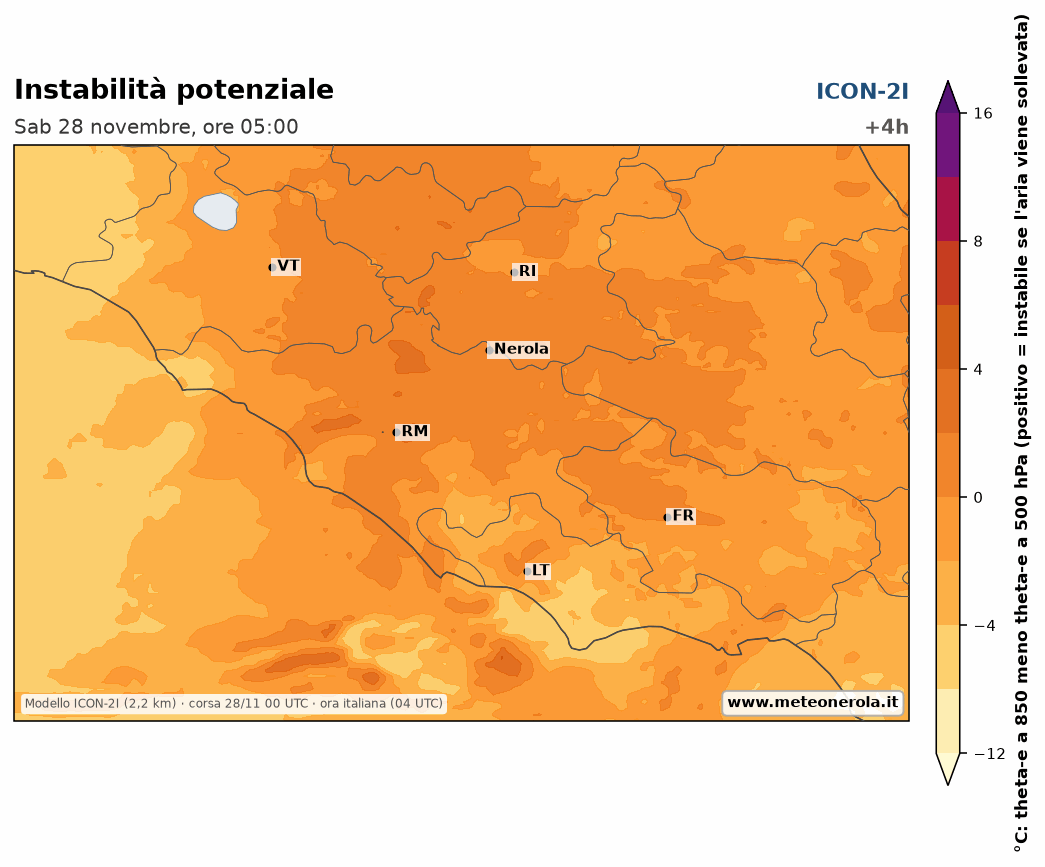 Instabilità potenziale
ICON-2I
Sab 28 novembre, ore 05:00
+4h
VT
RI
Nerola
RM
FR
LT
Modello ICON-2I (2,2 km) · corsa 28/11 00 UTC · ora italiana (04 UTC)
www.meteonerola.it
16
8
4
0
−4
−12
°C: theta-e a 850 meno theta-e a 500 hPa (positivo = instabile se l'aria viene sollevata)